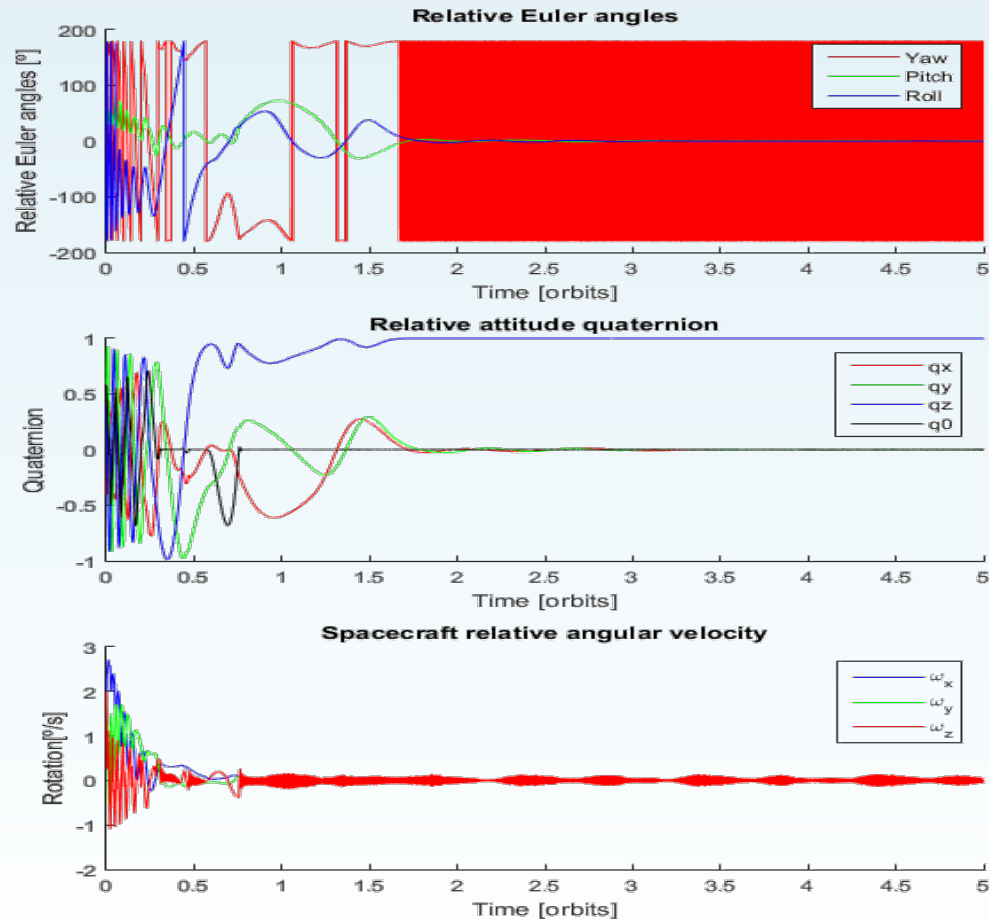 Relative Euler angles
Relative Euler angles [º]
200
100
0
-100
-200
Yaw
Pitch
Roll
0 0.5 1 1.5 2 2.5 3 3.5 4 4.5 5
Time [orbits]
Relative attitude quaternion
Quaternion
1
0.5
0
-0.5
-1
qx
qy
qz
q0
0 0.5 1 1.5 2 2.5 3 3.5 4 4.5 5
Time [orbits]
Spacecraft relative angular velocity
Rotation[º/s]
3
2
1
0
-1
-2
ω_x
ω_y
ω_z
0 0.5 1 1.5 2 2.5 3 3.5 4 4.5 5
Time [orbits]